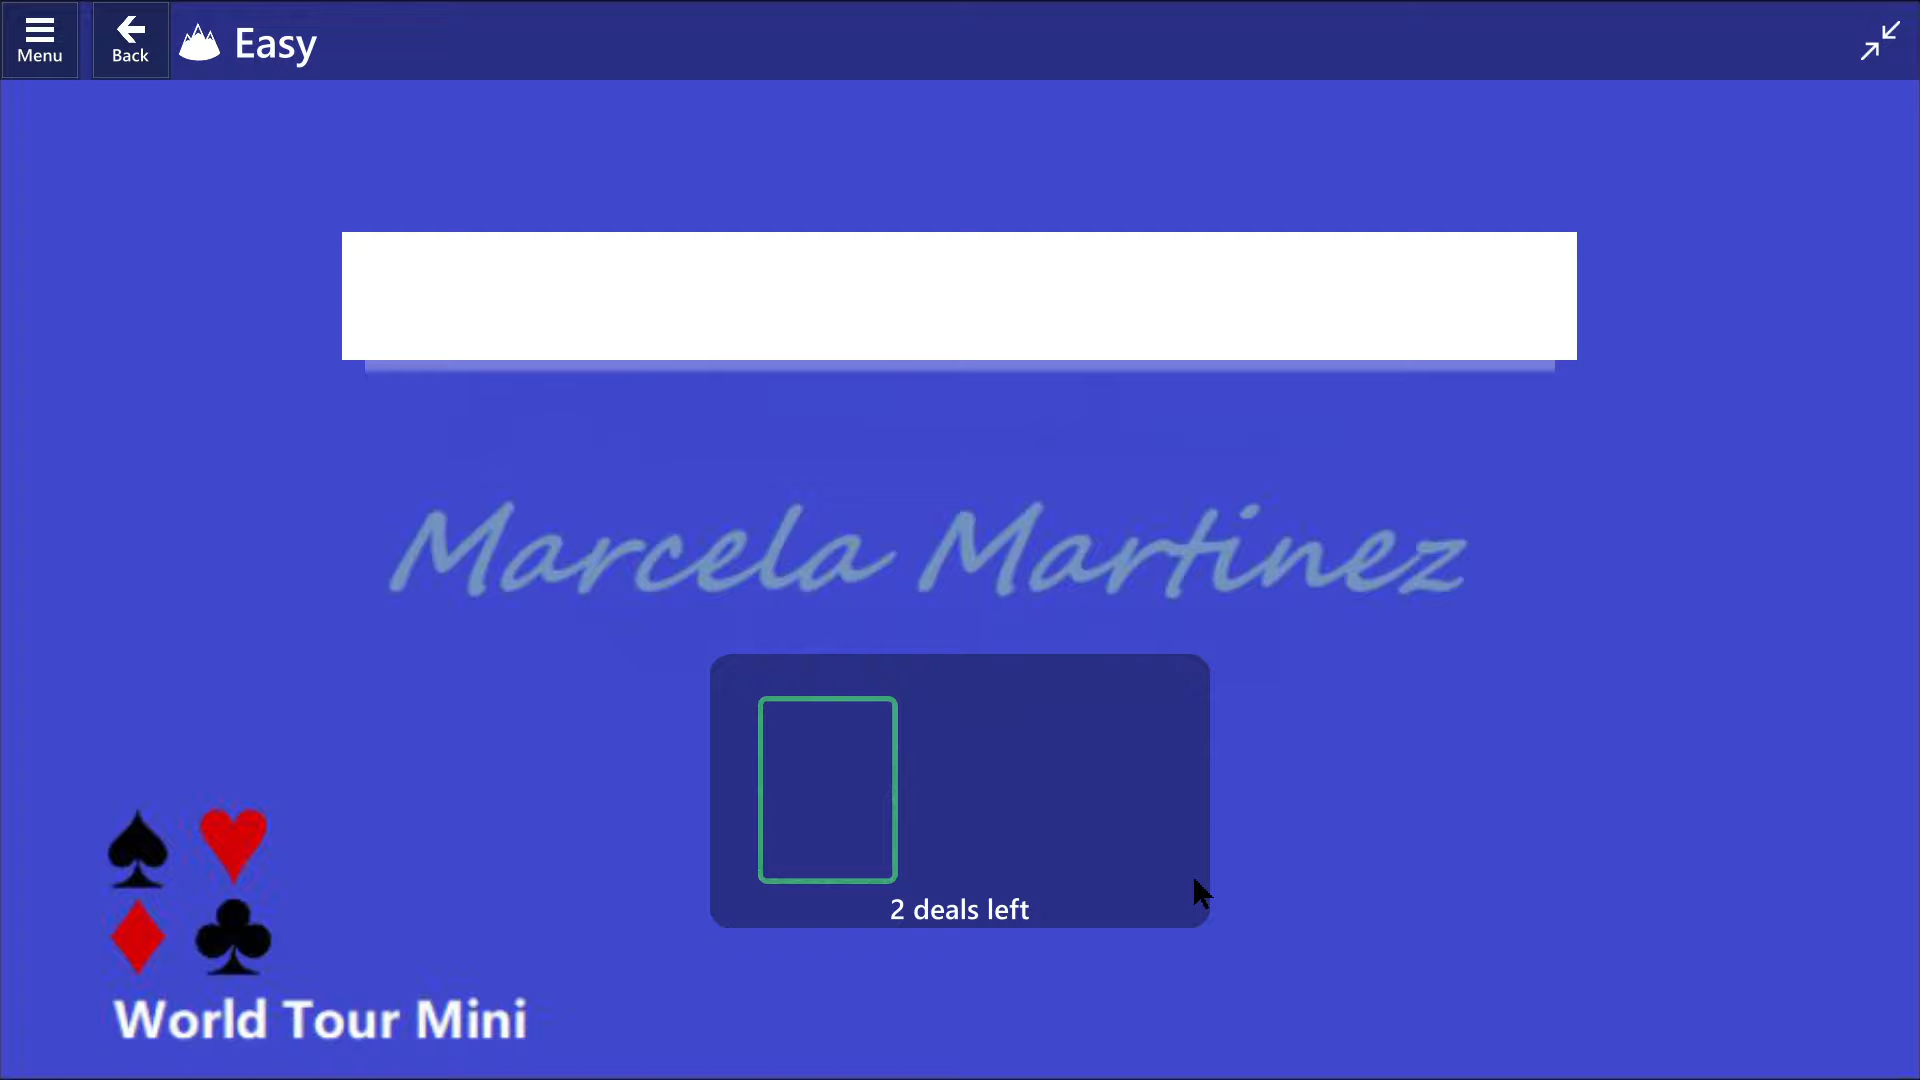 Menu
Back
Easy
Marcela Martinez
2 deals left
World Tour Mini